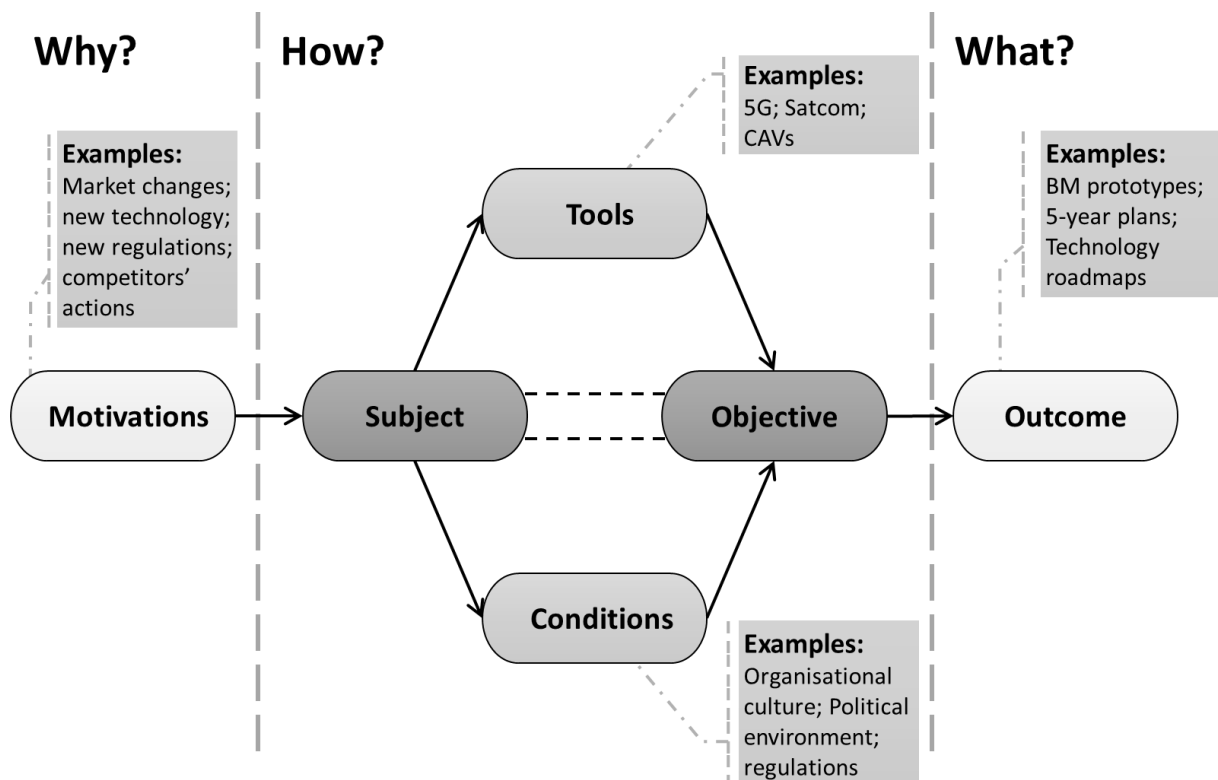 Why?
How?
What?
Examples:
5G; Satcom;
CAVs
Examples:
Market changes;
new technology;
new regulations;
competitors’
actions
Examples:
BM prototypes;
5-year plans;
Technology
roadmaps
Tools
Motivations
Subject
Objective
Outcome
Conditions
Examples:
Organisational
culture; Political
environment;
regulations